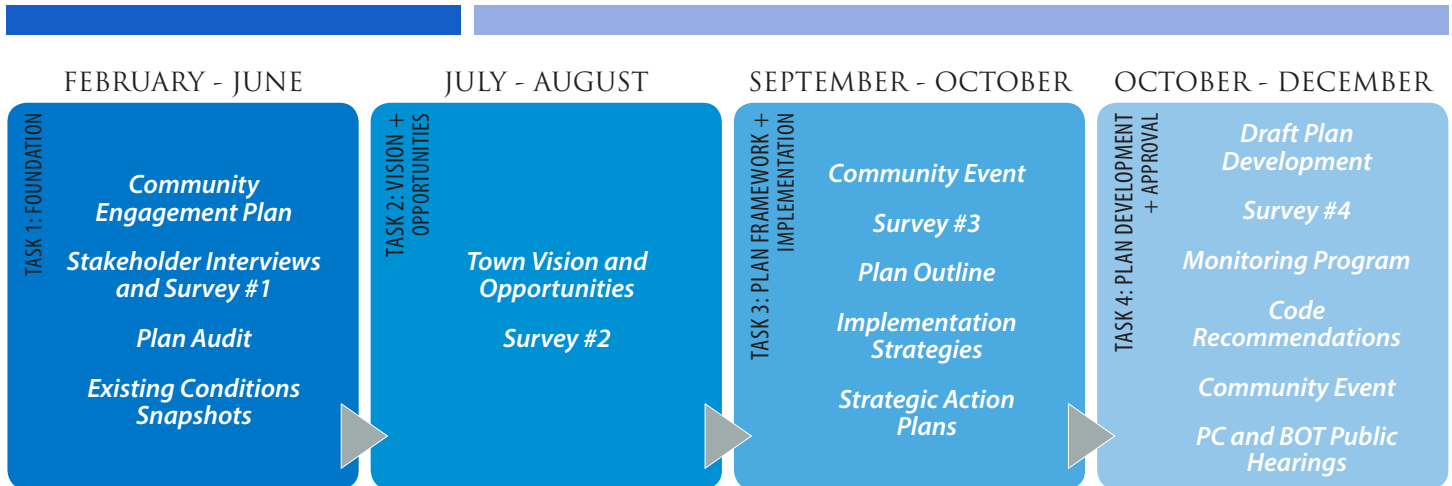 FEBRUARY - JUNE
TASK 1: FOUNDATION
Community
Engagement Plan
Stakeholder Interviews
and Survey #1
Plan Audit
Existing Conditions
Snapshots
JULY - AUGUST
TASK 2: VISION +
OPPORTUNITIES
Town Vision and
Opportunities
Survey #2
SEPTEMBER - OCTOBER
TASK 3: PLAN FRAMEWORK +
IMPLEMENTATION
Community Event
Survey #3
Plan Outline
Implementation
Strategies
Strategic Action
Plans
OCTOBER - DECEMBER
TASK 4: PLAN DEVELOPMENT
+ APPROVAL
Draft Plan
Development
Survey #4
Monitoring Program
Code
Recommendations
Community Event
PC and BOT Public
Hearings